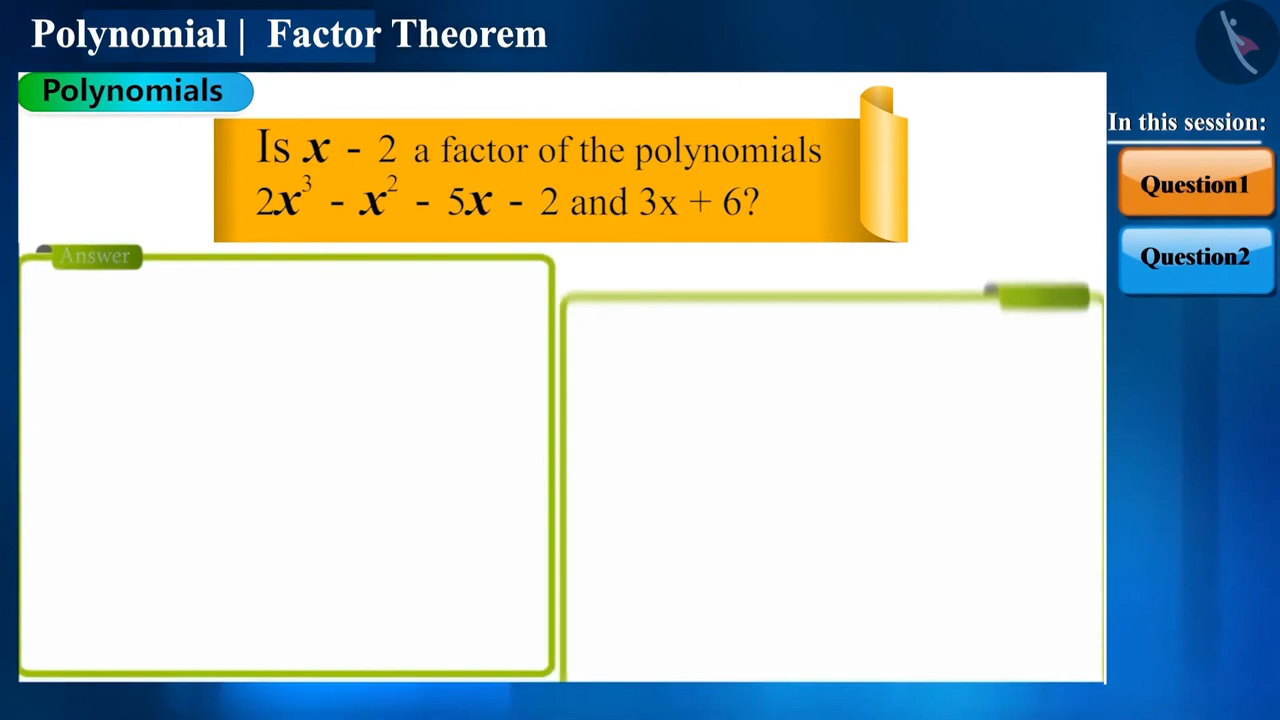 Polynomial | Factor Theorem
Polynomials
Is x - 2 a factor of the polynomials
2x³ - x² - 5x - 2 and 3x + 6?
In this session:
Question1
Question2
Answer